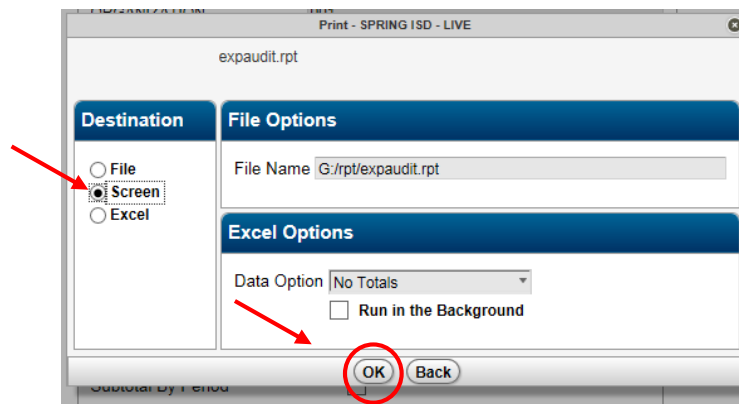 ORGANIZATION
Print - SPRING ISD - LIVE
expaudit.rpt
Destination
File
Screen
Excel
File Options
File Name G:/rpt/expaudit.rpt
Excel Options
Data Option No Totals
Run in the Background
OK Back
Subtotal By Period